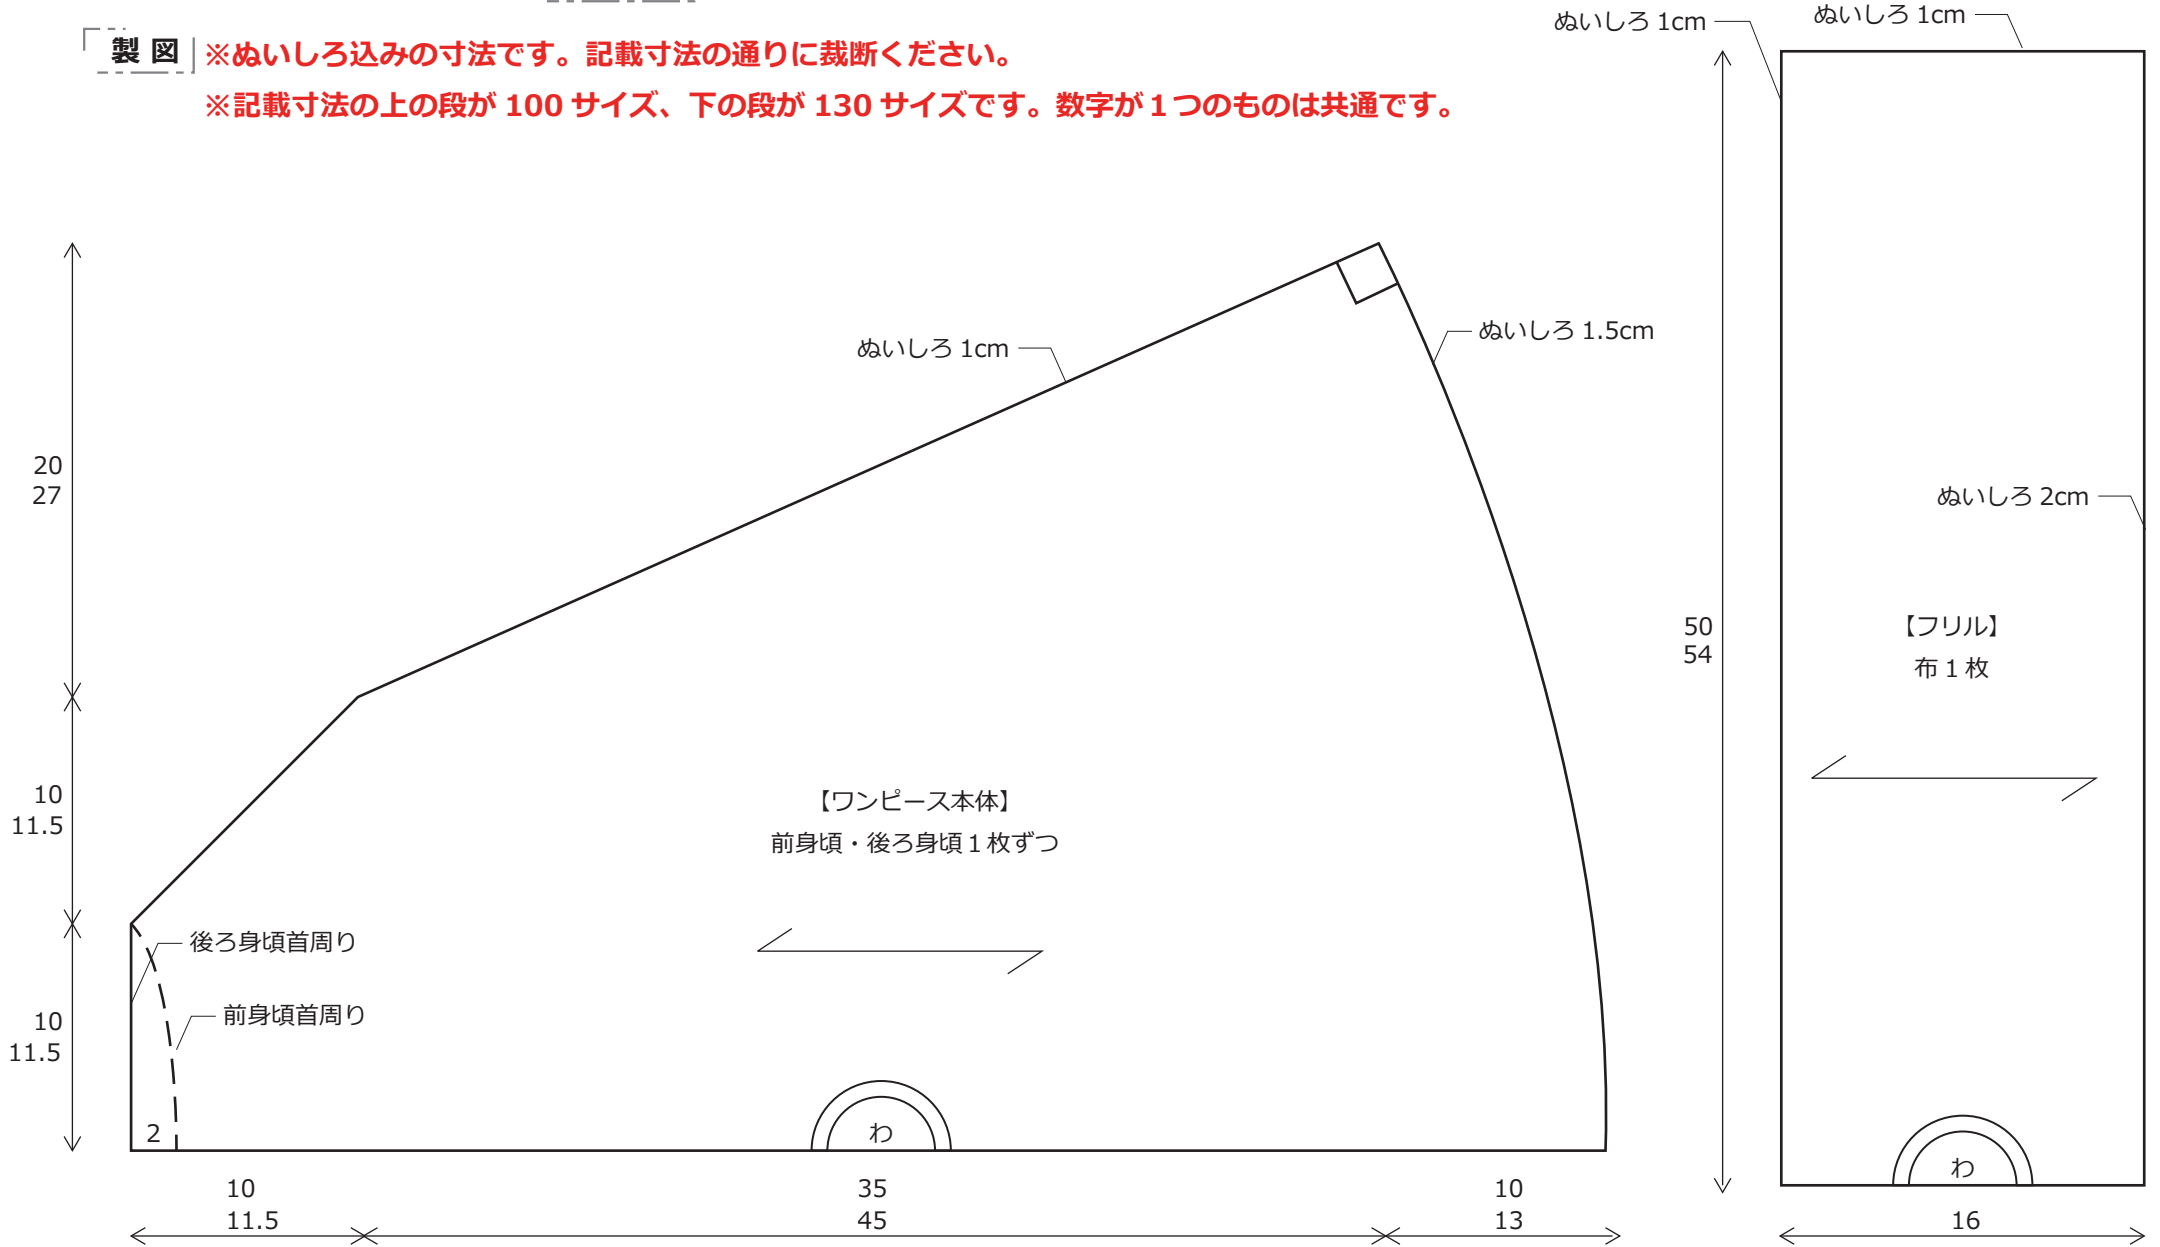 製 図
※ぬいしろ込みの寸法です。記載寸法の通りに裁断ください。
※記載寸法の上の段が 100 サイズ、下の段が 130 サイズです。数字が１つのものは共通です。
ぬいしろ 1cm
ぬいしろ 1cm
ぬいしろ 1cm
ぬいしろ 1.5cm
20
27
ぬいしろ 2cm
50
54
【フリル】
布１枚
10
11.5
【ワンピース本体】
前身頃・後ろ身頃１枚ずつ
後ろ身頃首周り
前身頃首周り
10
11.5
2
わ
わ
10
11.5
35
45
10
13
16